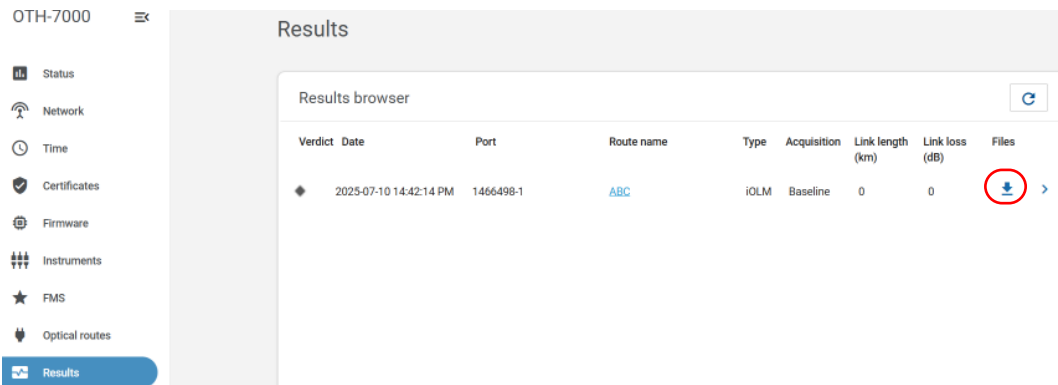 OTH-7000
Results
Status
Results browser
Network
Verdict Date Port Route name Type Acquisition Link length (km) Link loss (dB) Files
Time
Certificates
2025-07-10 14:42:14 PM 1466498-1 ABC iOLM Baseline 0 0
Firmware
Instruments
FMS
Optical routes
Results